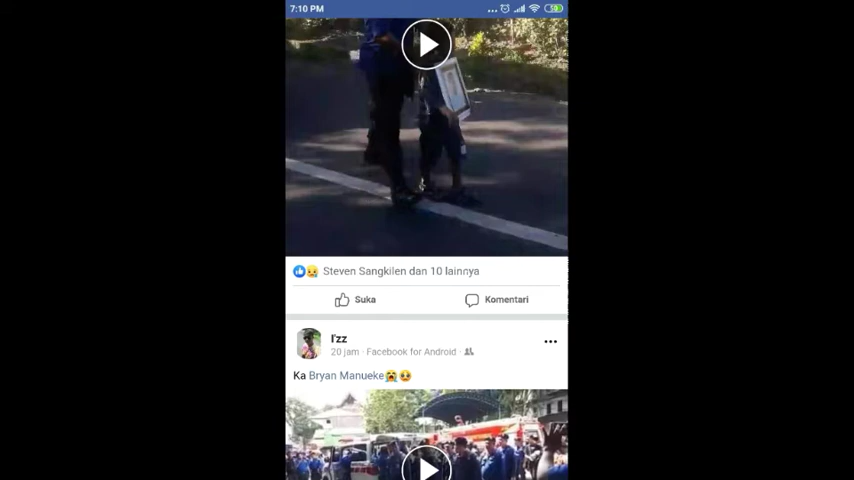 7:10 PM
59
Steven Sangkilen dan 10 lainnya
Suka
Komentari
I'zz
20 jam · Facebook for Android ·
Ka Bryan Manueke😭🥺